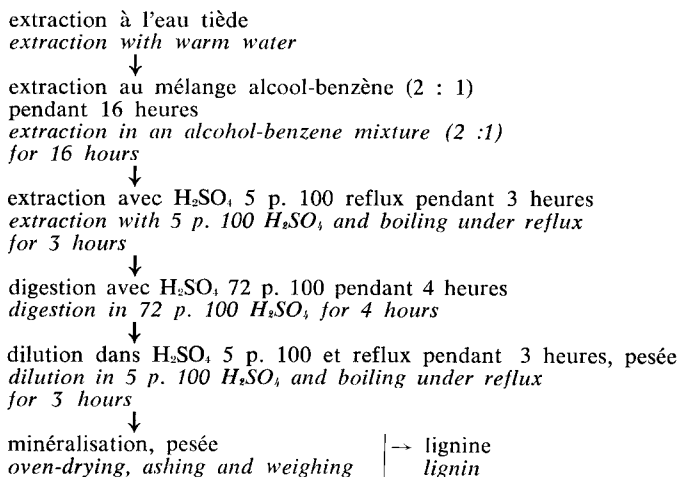 extraction à l'eau tiède
extraction with warm water
↓
extraction au mélange alcool-benzène (2 : 1)
pendant 16 heures
extraction in an alcohol-benzene mixture (2 :1)
for 16 hours
↓
extraction avec H₂SO₄ 5 p. 100 reflux pendant 3 heures
extraction with 5 p. 100 H₂SO₄ and boiling under reflux
for 3 hours
↓
digestion avec H₂SO₄ 72 p. 100 pendant 4 heures
digestion in 72 p. 100 H₂SO₄ for 4 hours
↓
dilution dans H₂SO₄ 5 p. 100 et reflux pendant 3 heures, pesée
dilution in 5 p. 100 H₂SO₄ and boiling under reflux
for 3 hours
↓
minéralisation, pesée → lignine
oven-drying, ashing and weighing lignin